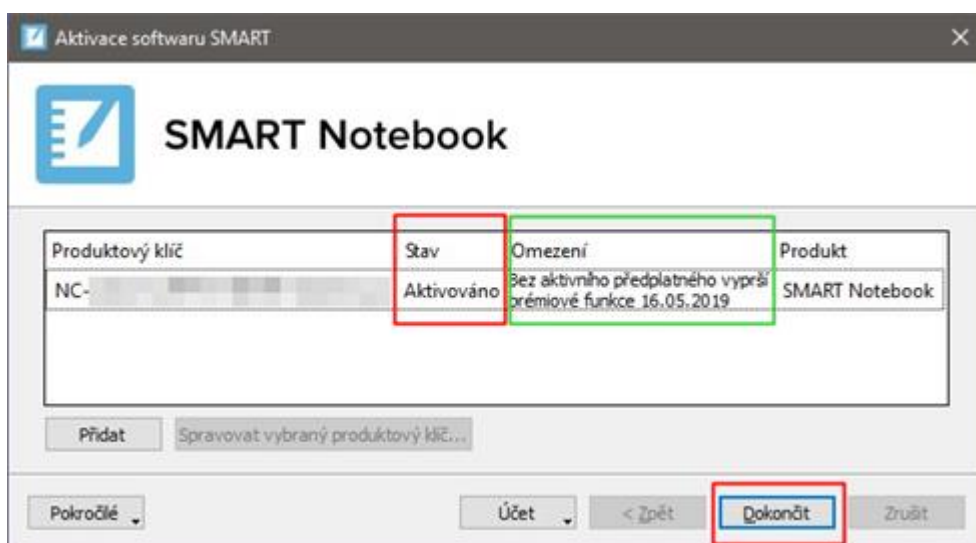 Aktivace softwaru SMART
SMART Notebook
Produktový klíč Stav Omezení Produkt
NC- Aktivováno Bez aktivního předplatného vyprší prémiové funkce 16.05.2019 SMART Notebook
Přidat Spravovat vybraný produktový klíč...
Pokročilé Účet < Zpět Dokončit Zrušit